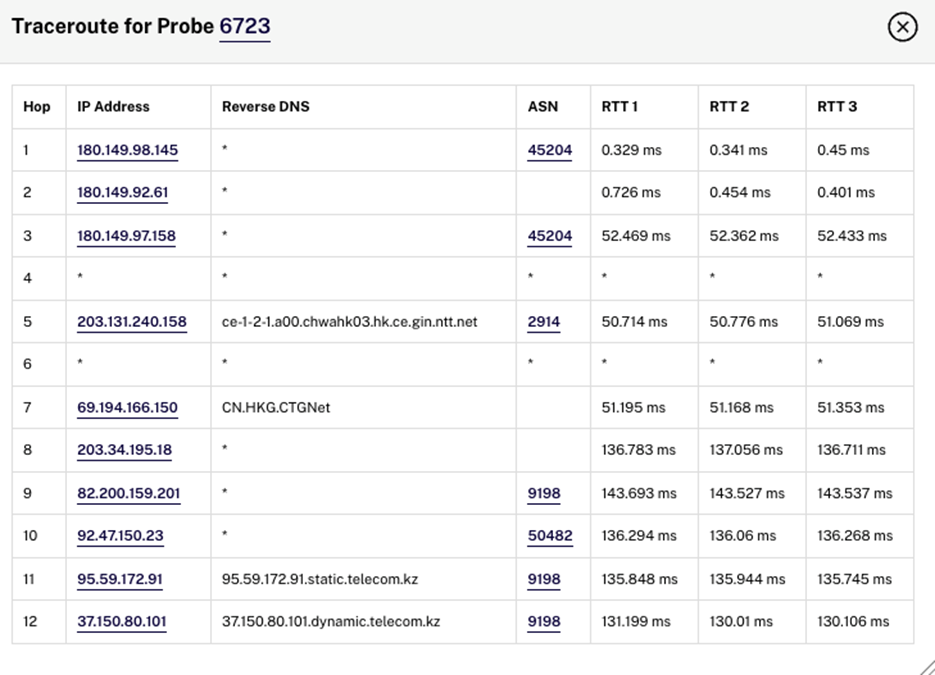 Traceroute for Probe 6723
Hop IP Address Reverse DNS ASN RTT 1 RTT 2 RTT 3
1 180.149.98.145 * 45204 0.329 ms 0.341 ms 0.45 ms
2 180.149.92.61 * 0.726 ms 0.454 ms 0.401 ms
3 180.149.97.158 * 45204 52.469 ms 52.362 ms 52.433 ms
4 * * * * * *
5 203.131.240.158 ce-1-2-1.a00.chwahk03.hk.ce.gin.ntt.net 2914 50.714 ms 50.776 ms 51.069 ms
6 * * * * * *
7 69.194.166.150 CN.HKG.CTGNet 51.195 ms 51.168 ms 51.353 ms
8 203.34.195.18 * 136.783 ms 137.056 ms 136.711 ms
9 82.200.159.201 * 9198 143.693 ms 143.527 ms 143.537 ms
10 92.47.150.23 * 50482 136.294 ms 136.06 ms 136.268 ms
11 95.59.172.91 95.59.172.91.static.telecom.kz 9198 135.848 ms 135.944 ms 135.745 ms
12 37.150.80.101 37.150.80.101.dynamic.telecom.kz 9198 131.199 ms 130.01 ms 130.106 ms